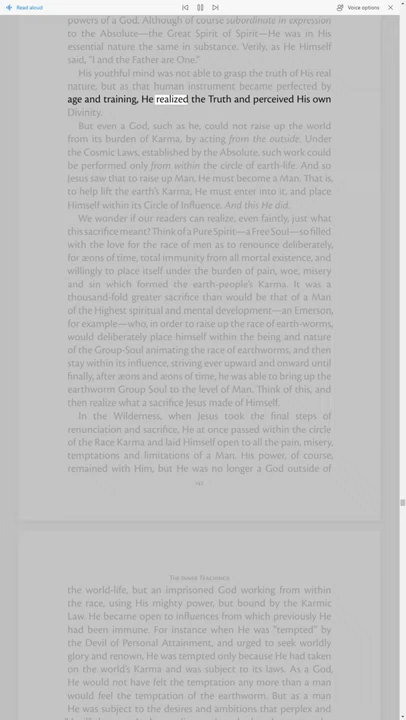 Read aloud
Voice options
powers of a God. Although of course subordinate in expression
to the Absolute—the Great Spirit of Spirit—He was in His
essential nature the same in substance. Verify, as He Himself
said, "I and the Father are One."
His youthful mind was not able to grasp the truth of His real
nature, but as that human instrument became perfected by
age and training, He realized the Truth and perceived His own
Divinity.
But even a God, such as he, could not raise up the world
from its burden of Karma, by acting from the outside. Under
the Cosmic Laws, established by the Absolute, such work could
be performed only from within the circle of earth-life. And so
Jesus saw that to raise up Man, He must become a Man. That is,
to help lift the earth's Karma, He must enter into it, and place
Himself within its Circle of Influence. And this He did.
We wonder if our readers can realize, even faintly, just what
this sacrifice meant? Think of a Pure Spirit—a Free Soul—so filled
with the love for the race of men as to renounce deliberately,
for æons of time, total immunity from all mortal existence, and
willingly to place itself under the burden of pain, woe, misery
and sin which formed the earth-people's Karma. It was a
thousand-fold greater sacrifice than would be that of a Man
of the Highest spiritual and mental development—an Emerson,
for example—who, in order to raise up the race of earth-worms,
would deliberately place himself within the being and nature
of the Group-Soul animating the race of earthworms, and then
stay within its influence, striving ever upward and onward until
finally, after æons and æons of time, he was able to bring up the
earthworm Group Soul to the level of Man. Think of this, and
then realize what a sacrifice Jesus made of Himself.
In the Wilderness, when Jesus took the final steps of
renunciation and sacrifice, He at once passed within the circle
of the Race Karma and laid Himself open to all the pain, misery,
temptations and limitations of a Man. His power, of course,
remained with Him, but He was no longer a God outside of
The Inner Teachings
the world-life, but an imprisoned God working from within
the race, using His mighty power, but bound by the Karmic
Law. He became open to influences from which previously He
had been immune. For instance when He was "tempted" by
the Devil of Personal Attainment, and urged to seek worldly
glory and renown, He was tempted only because He had taken
on the world's Karma and was subject to its laws. As a God,
He would not have felt the temptation any more than a man
would feel the temptation of the earthworm. But as a man
He was subject to the desires and ambitions that perplex and